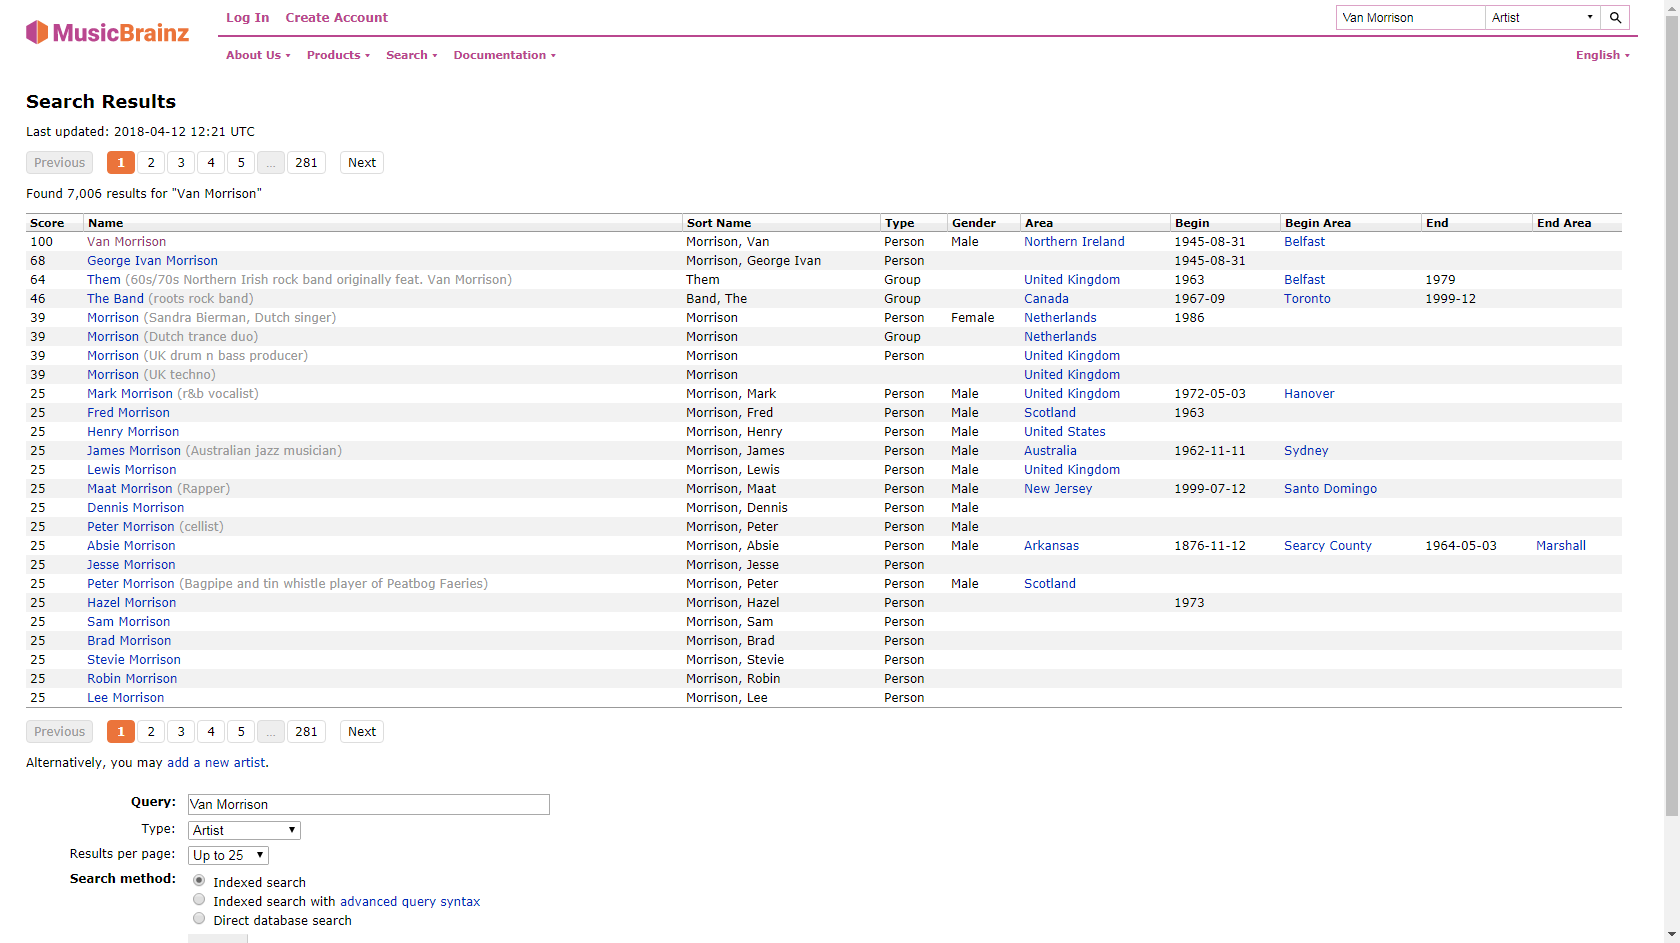 MusicBrainz
Log In Create Account
Van Morrison Artist
About Us Products Search Documentation English
Search Results
Last updated: 2018-04-12 12:21 UTC
Previous 1 2 3 4 5 ... 281 Next
Found 7,006 results for "Van Morrison"
Score Name Sort Name Type Gender Area Begin Begin Area End End Area
100 Van Morrison Morrison, Van Person Male Northern Ireland 1945-08-31 Belfast
68 George Ivan Morrison Morrison, George Ivan Person 1945-08-31
64 Them (60s/70s Northern Irish rock band originally feat. Van Morrison) Them Group United Kingdom 1963 Belfast 1979
46 The Band (roots rock band) Band, The Group Canada 1967-09 Toronto 1999-12
39 Morrison (Sandra Bierman, Dutch singer) Morrison Person Female Netherlands 1986
39 Morrison (Dutch trance duo) Morrison Group Netherlands
39 Morrison (UK drum n bass producer) Morrison Person United Kingdom
39 Morrison (UK techno) Morrison United Kingdom
25 Mark Morrison (r&b vocalist) Morrison, Mark Person Male United Kingdom 1972-05-03 Hanover
25 Fred Morrison Morrison, Fred Person Male Scotland 1963
25 Henry Morrison Morrison, Henry Person Male United States
25 James Morrison (Australian jazz musician) Morrison, James Person Male Australia 1962-11-11 Sydney
25 Lewis Morrison Morrison, Lewis Person Male United Kingdom
25 Maat Morrison (Rapper) Morrison, Maat Person Male New Jersey 1999-07-12 Santo Domingo
25 Dennis Morrison Morrison, Dennis Person Male
25 Peter Morrison (cellist) Morrison, Peter Person Male
25 Absie Morrison Morrison, Absie Person Male Arkansas 1876-11-12 Searcy County 1964-05-03 Marshall
25 Jesse Morrison Morrison, Jesse Person
25 Peter Morrison (Bagpipe and tin whistle player of Peatbog Faeries) Morrison, Peter Person Male Scotland
25 Hazel Morrison Morrison, Hazel Person 1973
25 Sam Morrison Morrison, Sam Person
25 Brad Morrison Morrison, Brad Person
25 Stevie Morrison Morrison, Stevie Person
25 Robin Morrison Morrison, Robin Person
25 Lee Morrison Morrison, Lee Person
Previous 1 2 3 4 5 ... 281 Next
Alternatively, you may add a new artist.
Query: Van Morrison
Type: Artist
Results per page: Up to 25
Search method: Indexed search
Indexed search with advanced query syntax
Direct database search